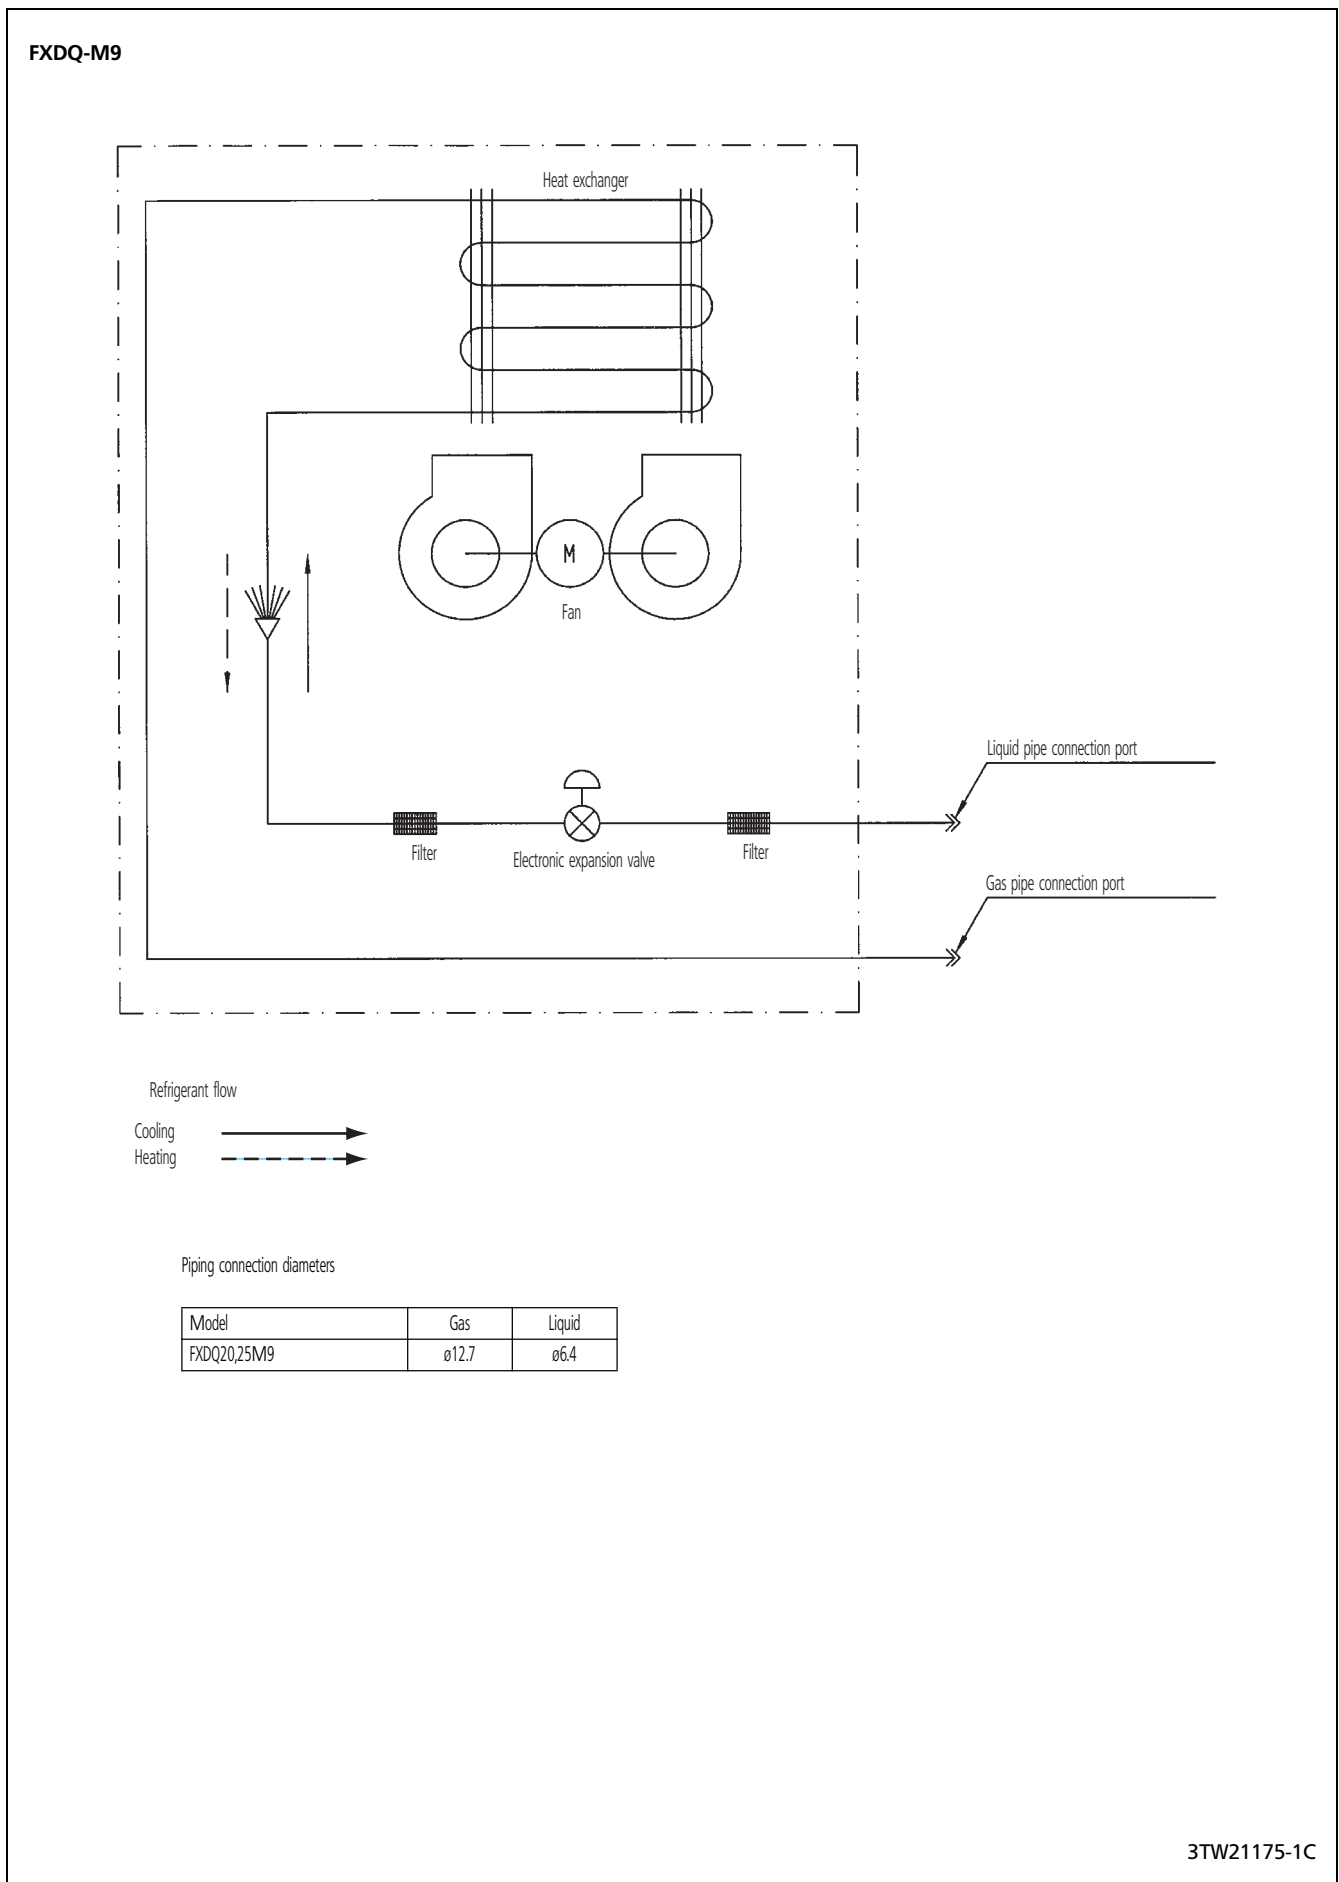 FXDQ-M9
Heat exchanger
M
Fan
Liquid pipe connection port
Filter
Electronic expansion valve
Filter
Gas pipe connection port
Refrigerant flow
Cooling
Heating
Piping connection diameters
Model Gas Liquid
FXDQ20,25M9 ø12.7 ø6.4
3TW21175-1C